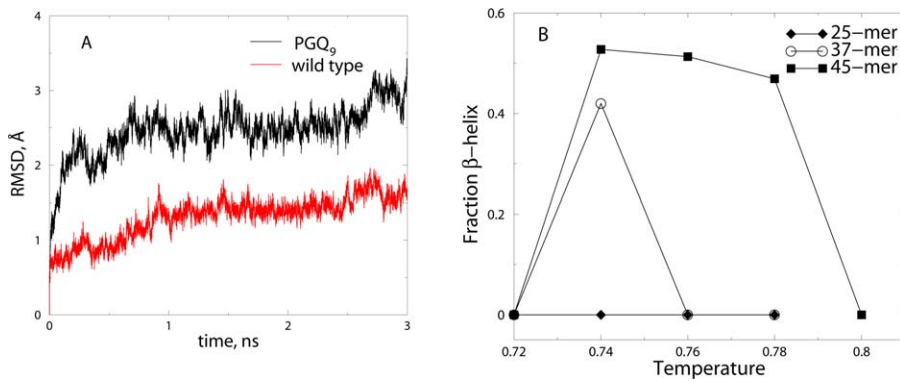 A
PGQ9
wild type
RMSD, Å
4
3
2
1
0
0
1
2
3
time, ns
B
25-mer
37-mer
45-mer
Fraction β-helix
0.6
0.4
0.2
0
0.72
0.74
0.76
0.78
0.8
Temperature